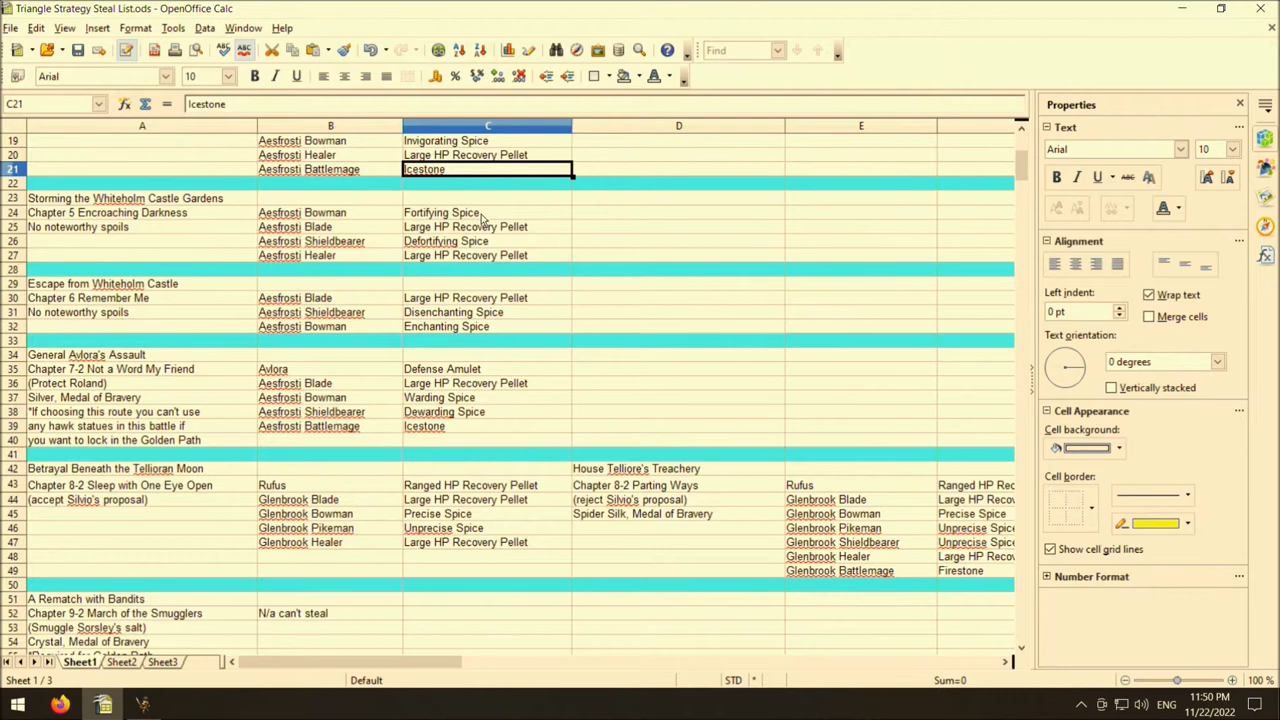 Triangle Strategy Steal List.ods - OpenOffice Calc
File Edit View Insert Format Tools Data Window Help
Find
Arial 10
C21 Icestone
Properties
A B C D E
Text
19 Aesfrosti Bowman Invigorating Spice
20 Aesfrosti Healer Large HP Recovery Pellet
Arial 10
21 Aesfrosti Battlemage Icestone
22
23 Storming the Whiteholm Castle Gardens
24 Chapter 5 Encroaching Darkness Aesfrosti Bowman Fortifying Spice
25 No noteworthy spoils Aesfrosti Blade Large HP Recovery Pellet
26 Aesfrosti Shieldbearer Defortifying Spice
Alignment
27 Aesfrosti Healer Large HP Recovery Pellet
28
29 Escape from Whiteholm Castle
Left indent: Wrap text
30 Chapter 6 Remember Me Aesfrosti Blade Large HP Recovery Pellet
0 pt Merge cells
31 No noteworthy spoils Aesfrosti Shieldbearer Disenchanting Spice
32 Aesfrosti Bowman Enchanting Spice
Text orientation:
33
34 General Avlora's Assault
0 degrees
35 Chapter 7-2 Not a Word My Friend Avlora Defense Amulet
36 (Protect Roland) Aesfrosti Blade Large HP Recovery Pellet
Vertically stacked
37 Silver, Medal of Bravery Aesfrosti Bowman Warding Spice
38 *If choosing this route you can't use Aesfrosti Shieldbearer Dewarding Spice
Cell Appearance
39 any hawk statues in this battle if Aesfrosti Battlemage Icestone
Cell background:
40 you want to lock in the Golden Path
41
42 Betrayal Beneath the Tellioran Moon House Telliore's Treachery
Cell border:
43 Chapter 8-2 Sleep with One Eye Open Rufus Ranged HP Recovery Pellet Chapter 8-2 Parting Ways Rufus Ranged HP Rec
44 (accept Silvio's proposal) Glenbrook Blade Large HP Recovery Pellet (reject Silvio's proposal) Glenbrook Blade Large HP Reco
45 Glenbrook Bowman Precise Spice Spider Silk, Medal of Bravery Glenbrook Bowman Precise Spice
46 Glenbrook Pikeman Unprecise Spice Glenbrook Pikeman Unprecise Spic
47 Glenbrook Healer Large HP Recovery Pellet Glenbrook Shieldbearer Unprecise Spic
Show cell grid lines
48 Glenbrook Healer Large HP Reco
49 Glenbrook Battlemage Firestone
Number Format
50
51 A Rematch with Bandits
52 Chapter 9-2 March of the Smugglers N/a can't steal
53 (Smuggle Sorsley's salt)
54 Crystal, Medal of Bravery
Sheet1 Sheet2 Sheet3
Sheet 1 / 3 Default STD * Sum=0 100 %
ENG 11:50 PM
11/22/2022